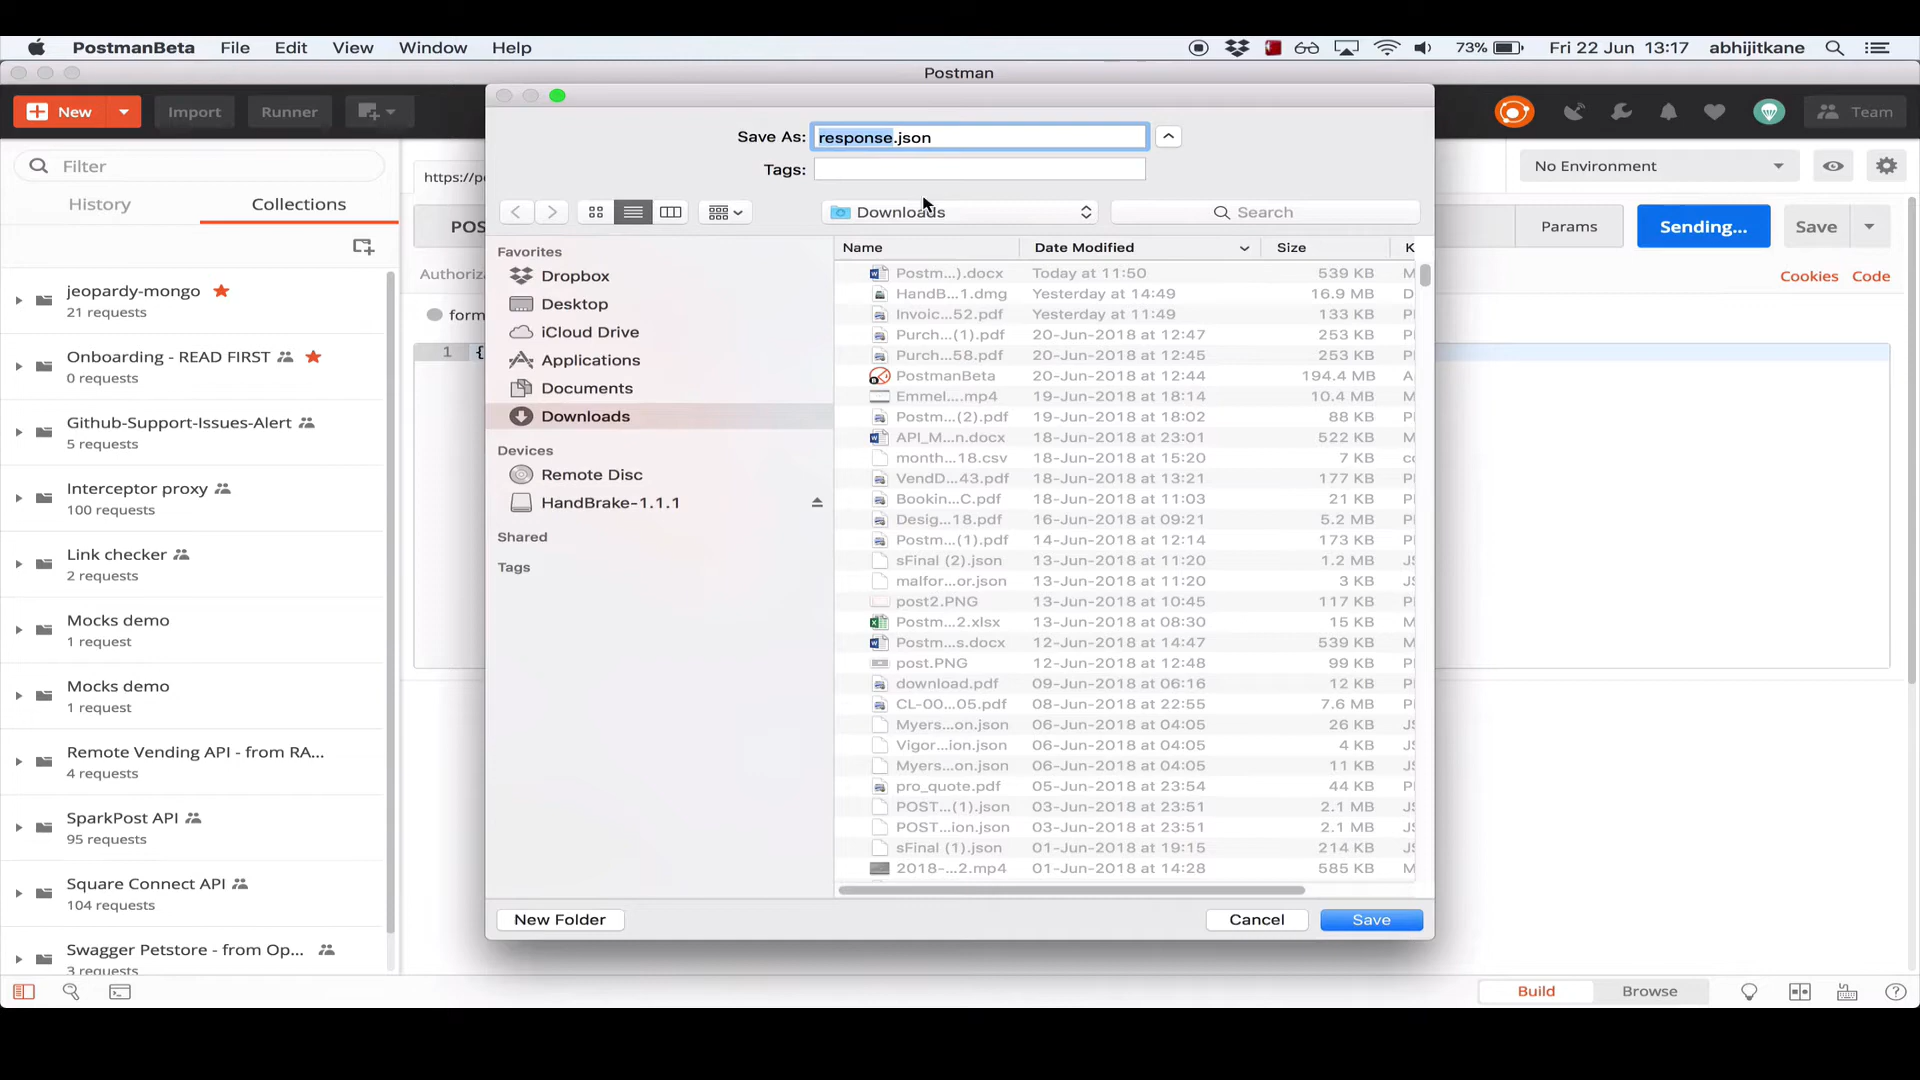 PostmanBeta File Edit View Window Help 73% Fri 22 Jun 13:17 abhijitkane
Postman
New Import Runner Team
Save As: response.json
Tags:
Filter
https://p
No Environment
History Collections
Downloads Search
POS
Params Sending... Save
Authoriz
Cookies Code
form
1 {
Favorites
Dropbox
Desktop
iCloud Drive
Applications
Documents
Downloads
Devices
Remote Disc
HandBrake-1.1.1
Shared
Tags
Name Date Modified Size K
Postm...).docx Today at 11:50 539 KB M
HandB...1.dmg Yesterday at 14:49 16.9 MB D
Invoic...52.pdf Yesterday at 11:49 133 KB P
Purch...(1).pdf 20-Jun-2018 at 12:47 253 KB P
Purch...58.pdf 20-Jun-2018 at 12:45 253 KB P
PostmanBeta 20-Jun-2018 at 12:44 194.4 MB A
Emmel....mp4 19-Jun-2018 at 18:14 10.4 MB M
Postm...(2).pdf 19-Jun-2018 at 18:02 88 KB P
API_M...n.docx 18-Jun-2018 at 23:01 522 KB M
month...18.csv 18-Jun-2018 at 15:20 7 KB c
VendD...43.pdf 18-Jun-2018 at 13:21 177 KB P
Bookin...C.pdf 18-Jun-2018 at 11:03 21 KB P
Desig...18.pdf 16-Jun-2018 at 09:21 5.2 MB P
Postm...(1).pdf 14-Jun-2018 at 12:14 173 KB P
sFinal (2).json 13-Jun-2018 at 11:20 1.2 MB JS
malfor...or.json 13-Jun-2018 at 11:20 3 KB JS
post2.PNG 13-Jun-2018 at 10:45 117 KB P
Postm...2.xlsx 13-Jun-2018 at 08:30 15 KB M
Postm...s.docx 12-Jun-2018 at 14:47 539 KB M
post.PNG 12-Jun-2018 at 12:48 99 KB P
download.pdf 09-Jun-2018 at 06:16 12 KB P
CL-00...05.pdf 08-Jun-2018 at 22:55 7.6 MB P
Myers...on.json 06-Jun-2018 at 04:05 26 KB JS
Vigor...ion.json 06-Jun-2018 at 04:05 4 KB JS
Myers...on.json 06-Jun-2018 at 04:05 11 KB JS
pro_quote.pdf 05-Jun-2018 at 23:54 44 KB P
POST...(1).json 03-Jun-2018 at 23:51 2.1 MB JS
POST...ion.json 03-Jun-2018 at 23:51 2.1 MB JS
sFinal (1).json 01-Jun-2018 at 19:15 214 KB JS
2018-...2.mp4 01-Jun-2018 at 14:28 585 KB M
New Folder Cancel Save
jeopardy-mongo
21 requests
Onboarding - READ FIRST
0 requests
Github-Support-Issues-Alert
5 requests
Interceptor proxy
100 requests
Link checker
2 requests
Mocks demo
1 request
Mocks demo
1 request
Remote Vending API - from RA...
4 requests
SparkPost API
95 requests
Square Connect API
104 requests
Swagger Petstore - from Op...
3 requests
Build Browse